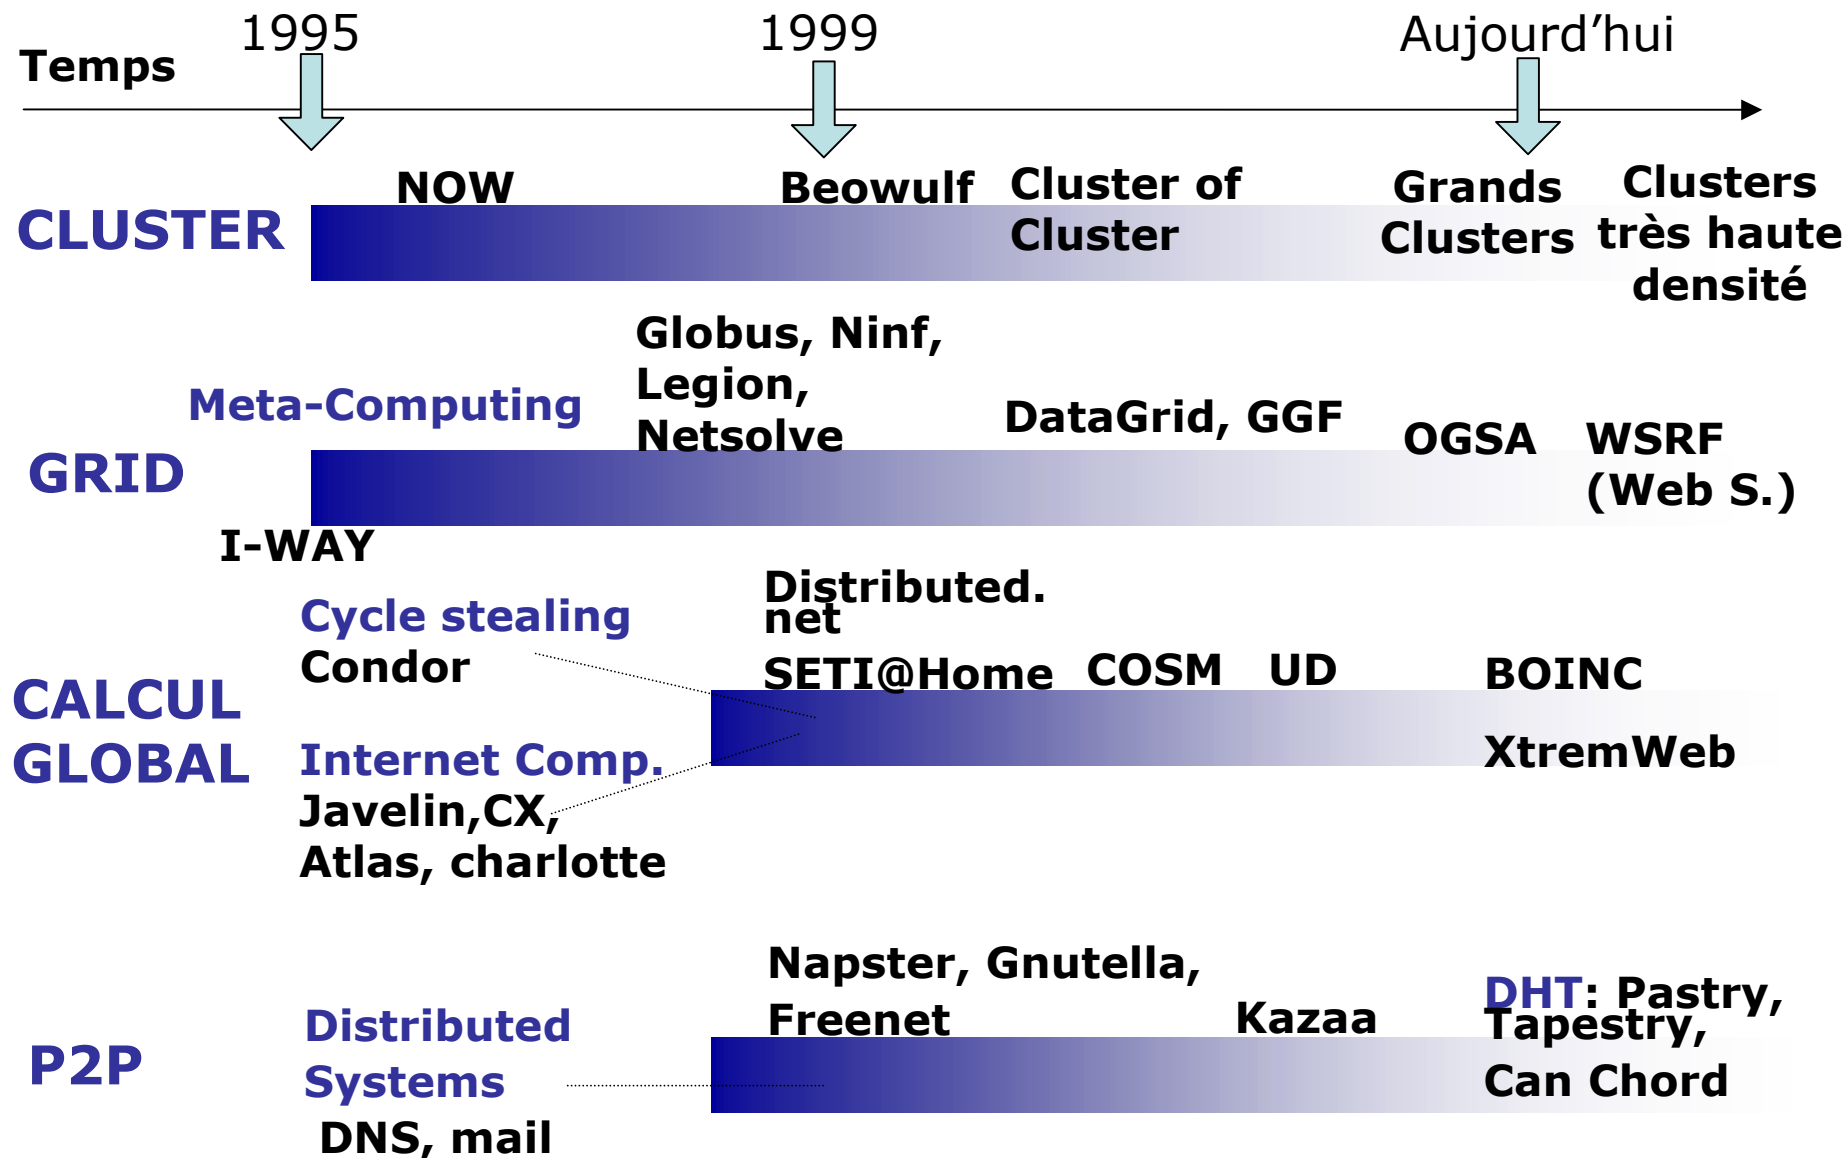 1995
1999
Aujourd'hui
Temps
CLUSTER
NOW
Beowulf
Cluster of
Cluster
Grands
Clusters
Clusters
très haute
densité
GRID
Meta-Computing
I-WAY
Globus, Ninf,
Legion,
Netsolve
DataGrid, GGF
OGSA
WSRF
(Web S.)
CALCUL
GLOBAL
Cycle stealing
Condor
Internet Comp.
Javelin,CX,
Atlas, charlotte
Distributed.
net
SETI@Home
COSM
UD
BOINC
XtremWeb
P2P
Distributed
Systems
DNS, mail
Napster, Gnutella,
Freenet
Kazaa
DHT: Pastry,
Tapestry,
Can Chord